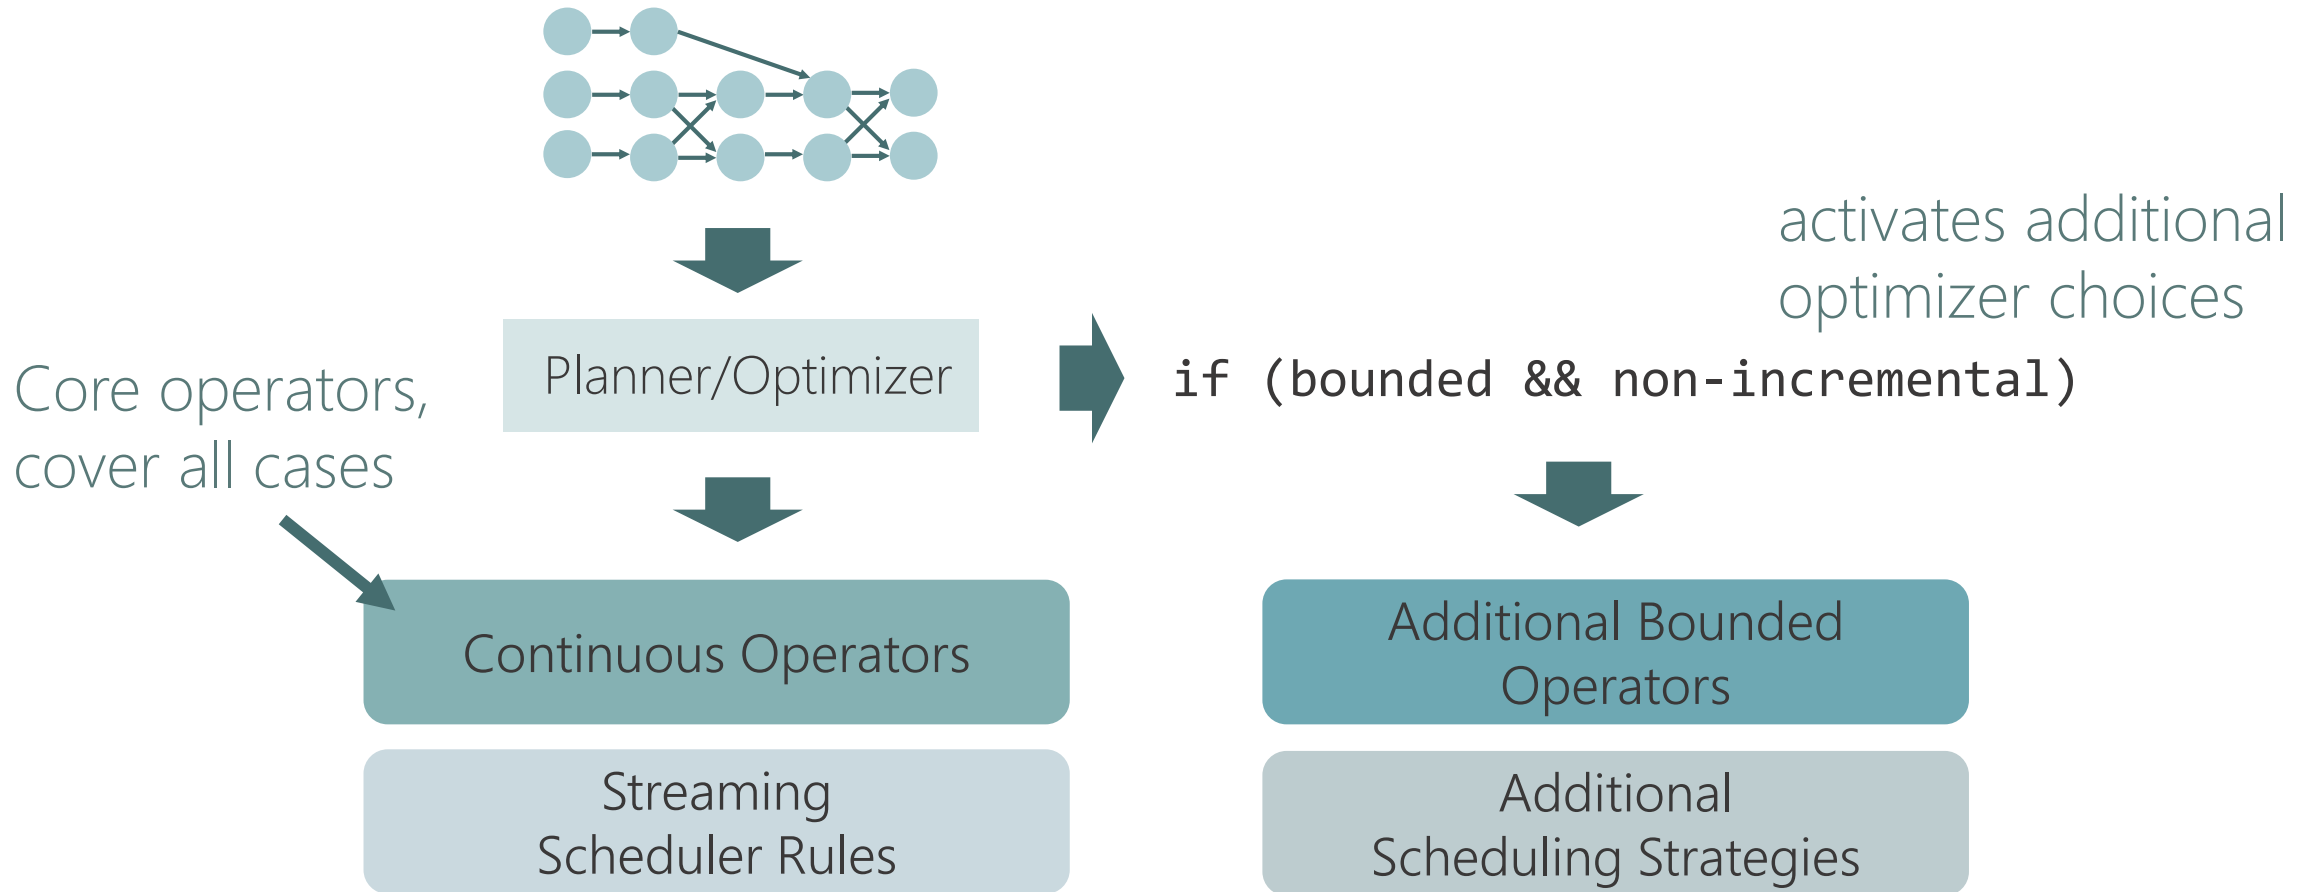 activates additional
optimizer choices
Planner/Optimizer
if (bounded && non-incremental)
Core operators,
cover all cases
Continuous Operators
Additional Bounded
Operators
Streaming
Scheduler Rules
Additional
Scheduling Strategies